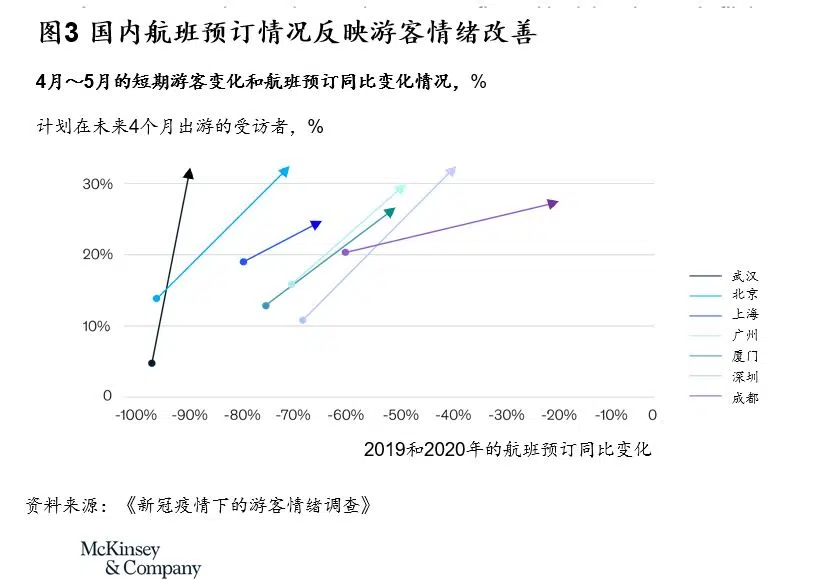 图3 国内航班预订情况反映游客情绪改善
4月～5月的短期游客变化和航班预订同比变化情况，%
计划在未来4个月出游的受访者，%
30%
20%
10%
0
-100% -90% -80% -70% -60% -50% -40% -30% -20% -10% 0
2019和2020年的航班预订同比变化
武汉
北京
上海
广州
厦门
深圳
成都
资料来源：《新冠疫情下的游客情绪调查》
McKinsey
& Company